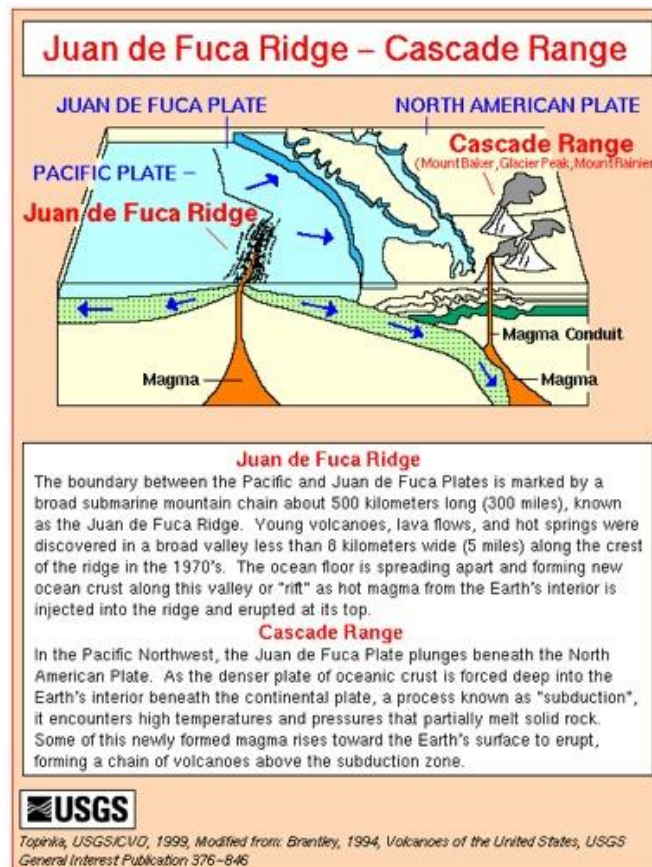 Juan de Fuca Ridge – Cascade Range
JUAN DE FUCA PLATE
NORTH AMERICAN PLATE
Cascade Range
(Mount Baker, Glacier Peak, Mount Rainier
PACIFIC PLATE –
Juan de Fuca Ridge
Magma Conduit
Magma
Magma
Juan de Fuca Ridge
The boundary between the Pacific and Juan de Fuca Plates is marked by a
broad submarine mountain chain about 500 kilometers long (300 miles), known
as the Juan de Fuca Ridge. Young volcanoes, lava flows, and hot springs were
discovered in a broad valley less than 8 kilometers wide (5 miles) along the crest
of the ridge in the 1970's. The ocean floor is spreading apart and forming new
ocean crust along this valley or "rift" as hot magma from the Earth's interior is
injected into the ridge and erupted at its top.
Cascade Range
In the Pacific Northwest, the Juan de Fuca Plate plunges beneath the North
American Plate. As the denser plate of oceanic crust is forced deep into the
Earth's interior beneath the continental plate, a process known as "subduction",
it encounters high temperatures and pressures that partially melt solid rock.
Some of this newly formed magma rises toward the Earth's surface to erupt,
forming a chain of volcanoes above the subduction zone.
USGS
Topinka, USGS/CVO, 1999, Modified from: Brantley, 1994, Volcanoes of the United States, USGS
General Interest Publication 376–846